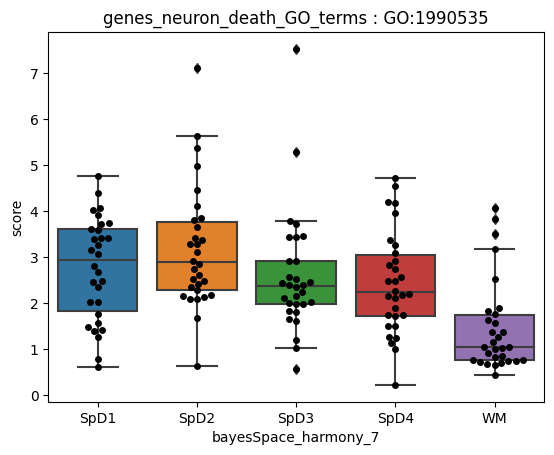 genes_neuron_death_GO_terms : GO:1990535
7
6
5
4
3
2
1
0
score
SpD1 SpD2 SpD3 SpD4 WM
bayesSpace_harmony_7